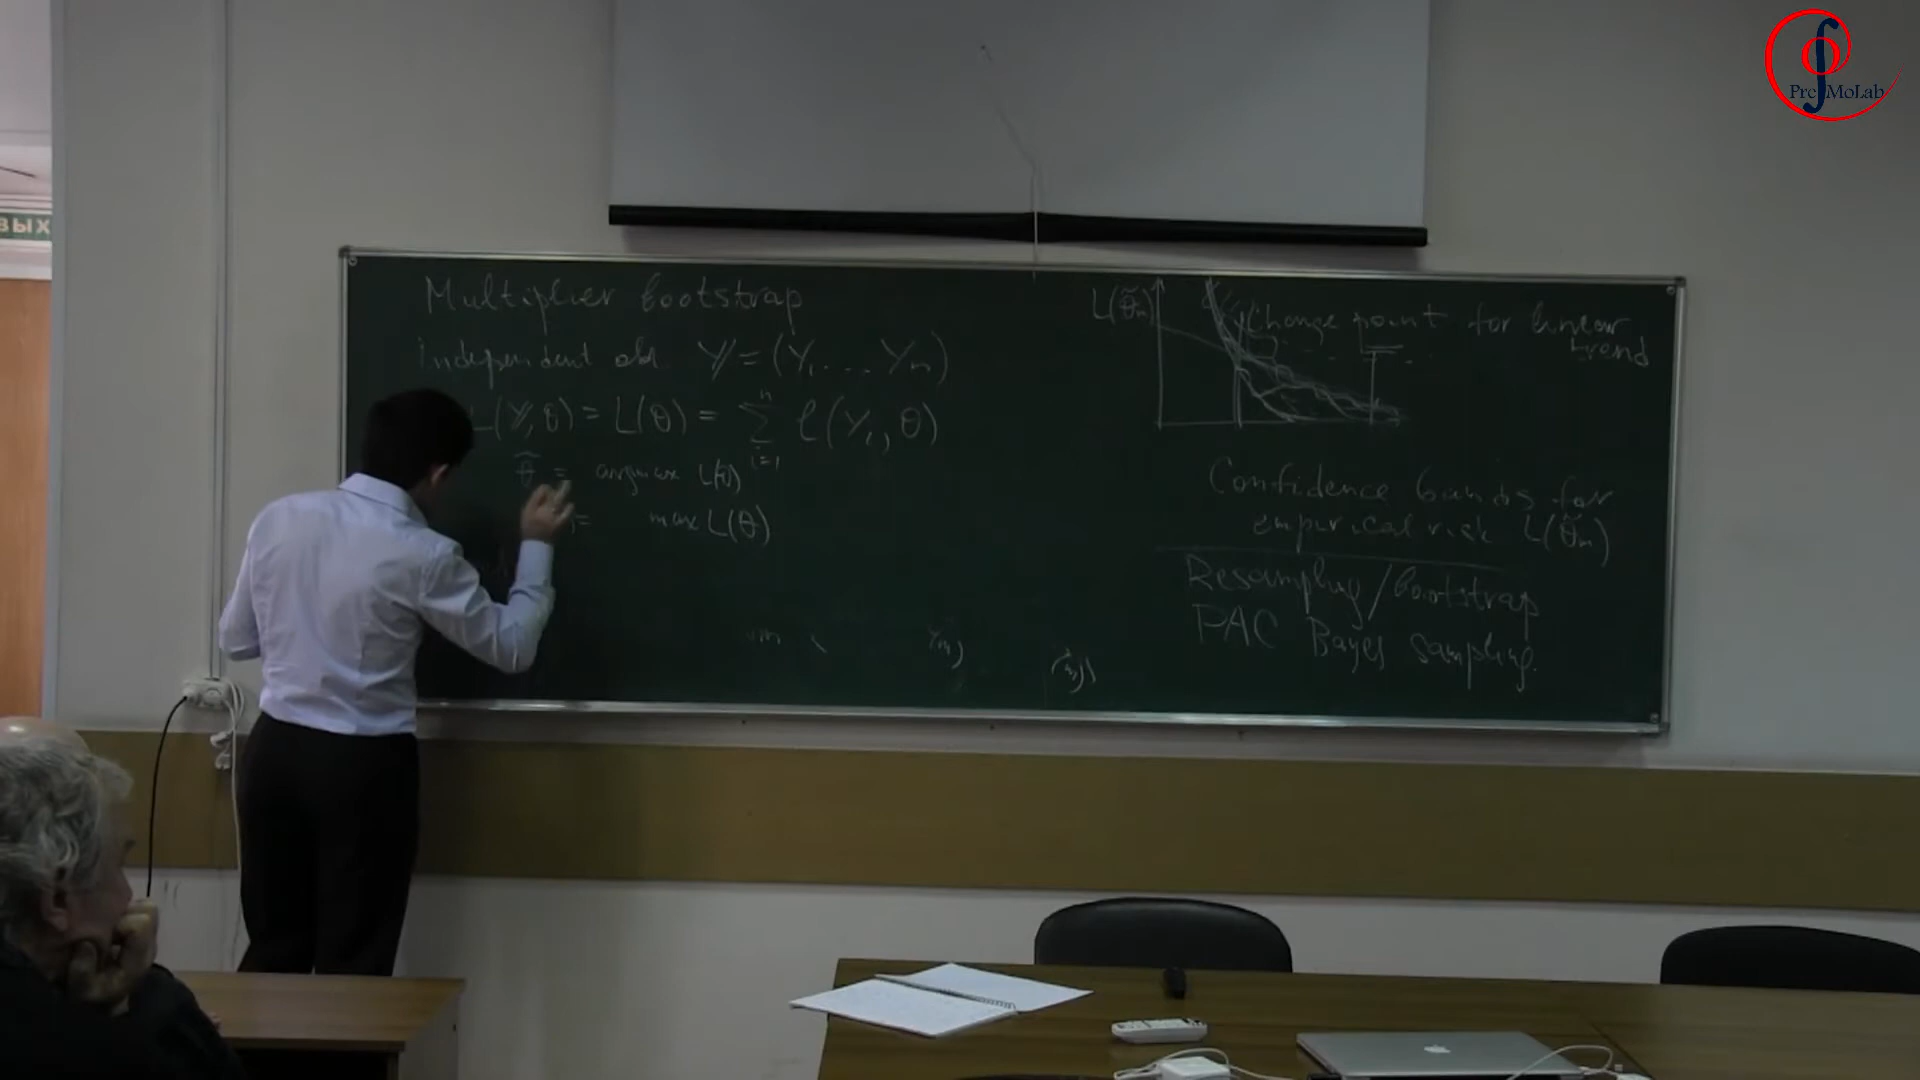 Multiplier bootstrap
independent obs. Y = (Y₁ ... Yₙ)
L(Y, θ) = L(θ) = Σ ℓ(Yᵢ, θ)
n
i=1
θ̃ = argmax L(θ)
= max L(θ)
L(θ̃ₘ)
Change point for linear
trend
Confidence bands for
empirical risk L(θ̃ₘ)
Resampling/bootstrap
PAC Bayes sampling.
PreMoLab
ВЫХ